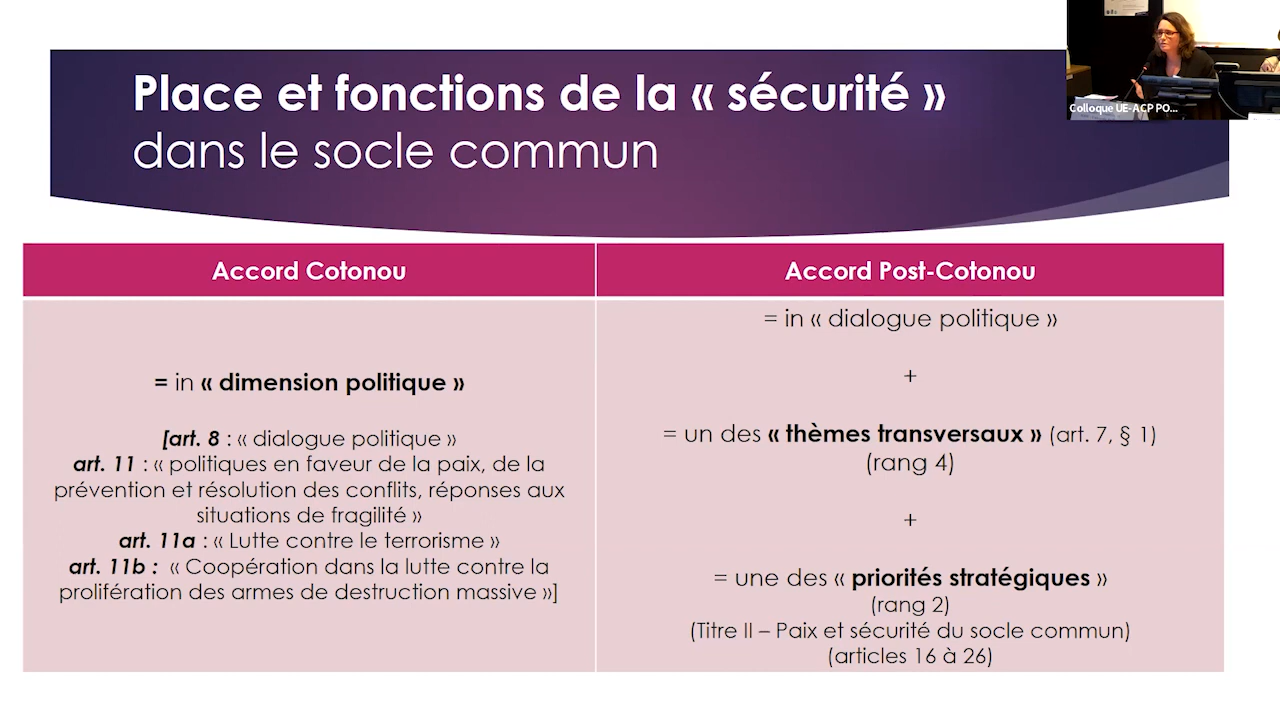 Place et fonctions de la « sécurité »
dans le socle commun
Colloque UE-ACP PO...
Accord Cotonou
Accord Post-Cotonou
= in « dimension politique »
[art. 8 : « dialogue politique »
art. 11 : « politiques en faveur de la paix, de la
prévention et résolution des conflits, réponses aux
situations de fragilité »
art. 11a : « Lutte contre le terrorisme »
art. 11b : « Coopération dans la lutte contre la
prolifération des armes de destruction massive »]
= in « dialogue politique »
+
= un des « thèmes transversaux » (art. 7, § 1)
(rang 4)
+
= une des « priorités stratégiques »
(rang 2)
(Titre II – Paix et sécurité du socle commun)
(articles 16 à 26)